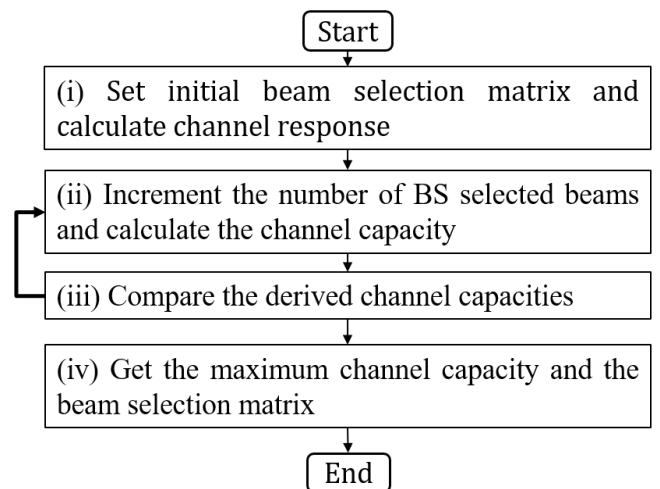 Start
(i) Set initial beam selection matrix and
calculate channel response
(ii) Increment the number of BS selected beams
and calculate the channel capacity
(iii) Compare the derived channel capacities
(iv) Get the maximum channel capacity and the
beam selection matrix
End